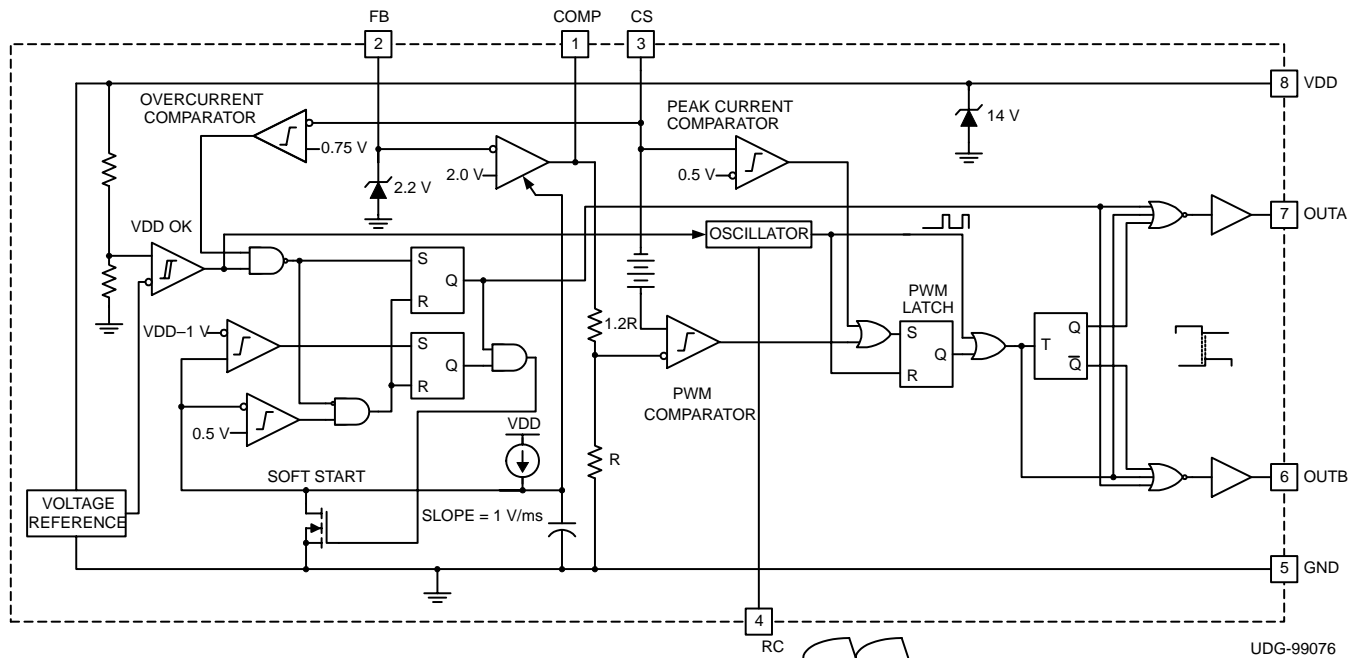 FB
COMP
CS
2
1
3
8
VDD
OVERCURRENT
COMPARATOR
PEAK CURRENT
COMPARATOR
14 V
0.75 V
2.0 V
0.5 V
2.2 V
7
OUTA
VDD OK
OSCILLATOR
S
Q
R
PWM
LATCH
1.2R
VDD–1 V
S
Q
R
S
Q
R
T
Q
Q̅
PWM
COMPARATOR
0.5 V
VDD
R
SOFT START
6
OUTB
VOLTAGE
REFERENCE
SLOPE = 1 V/ms
5
GND
4
RC
UDG-99076